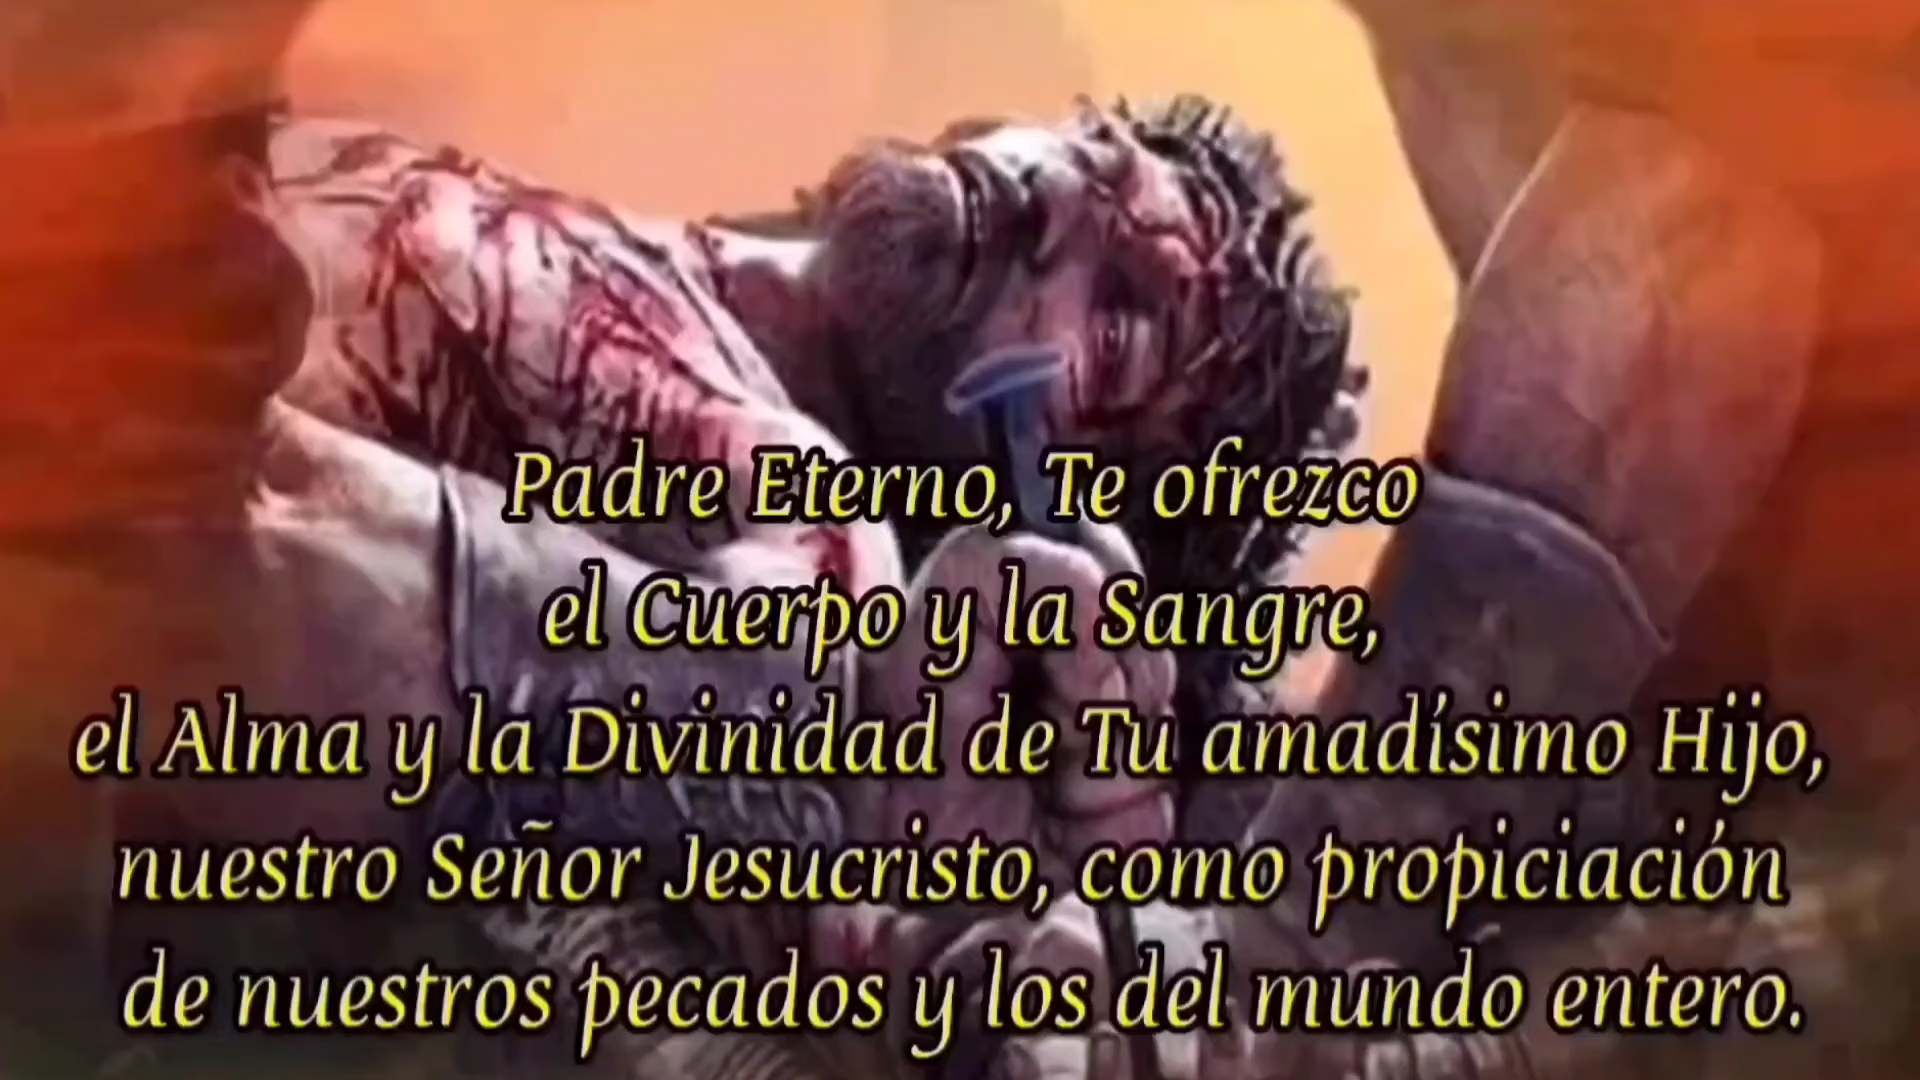 Padre Eterno, Te ofrezco
el Cuerpo y la Sangre,
el Alma y la Divinidad de Tu amadísimo Hijo,
nuestro Señor Jesucristo, como propiciación
de nuestros pecados y los del mundo entero.